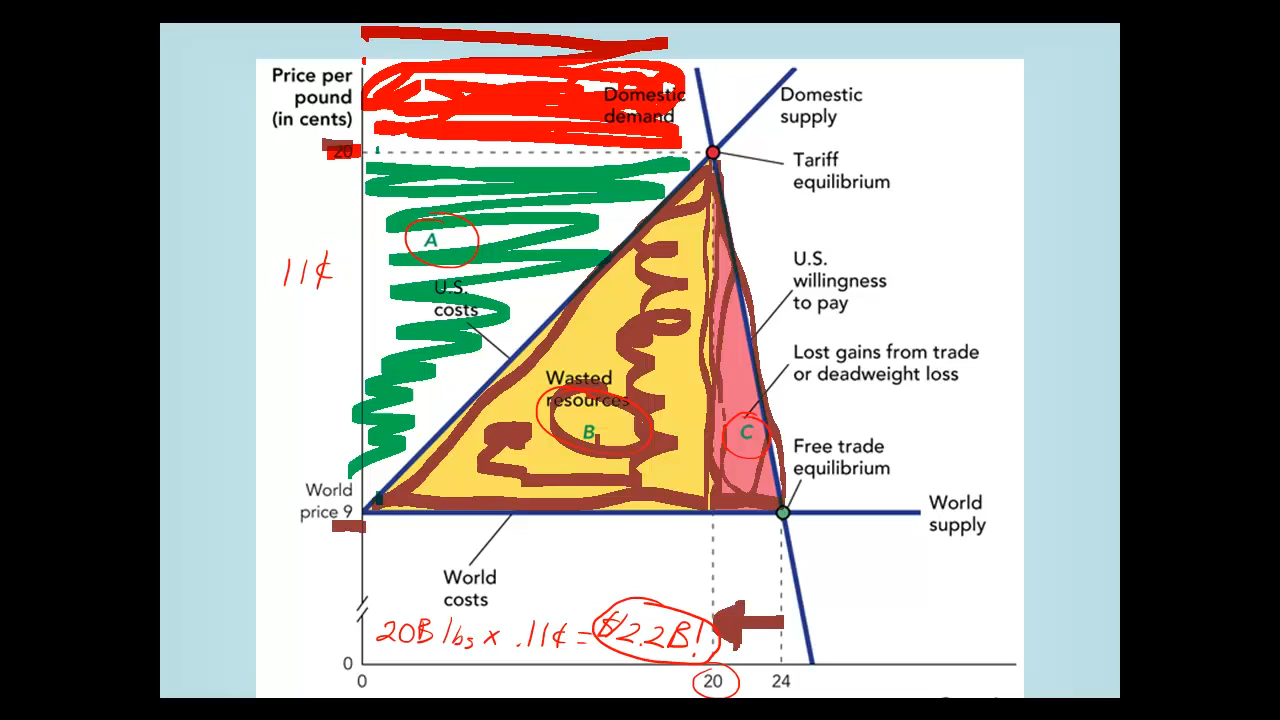 Price per
pound
(in cents)
Domestic
demand
Domestic
supply
20
Tariff
equilibrium
A
11¢
U.S.
costs
U.S.
willingness
to pay
Lost gains from trade
or deadweight loss
Wasted
resources
B
C
Free trade
equilibrium
World
price 9
World
supply
World
costs
20B lbs x .11¢ = $2.2B!
0
0
20
24